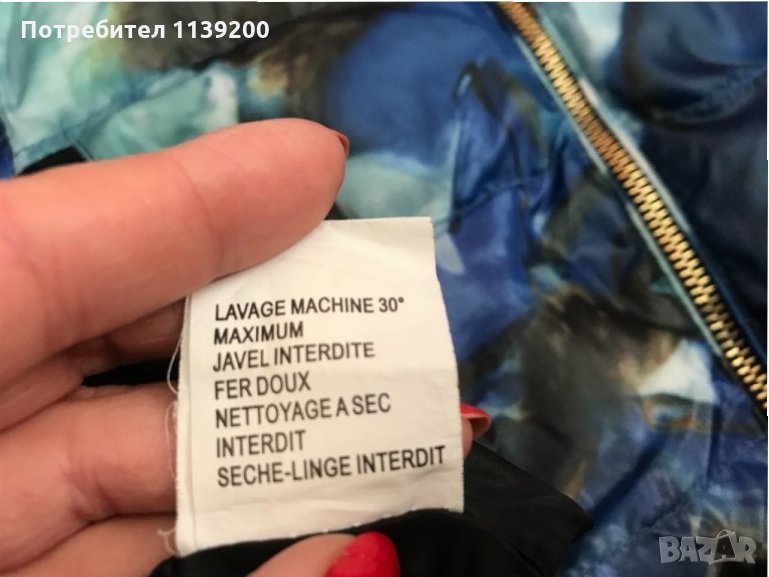 Потребител 1139200
LAVAGE MACHINE 30°
MAXIMUM
JAVEL INTERDITE
FER DOUX
NETTOYAGE A SEC
INTERDIT
SECHE-LINGE INTERDIT
BAZAR